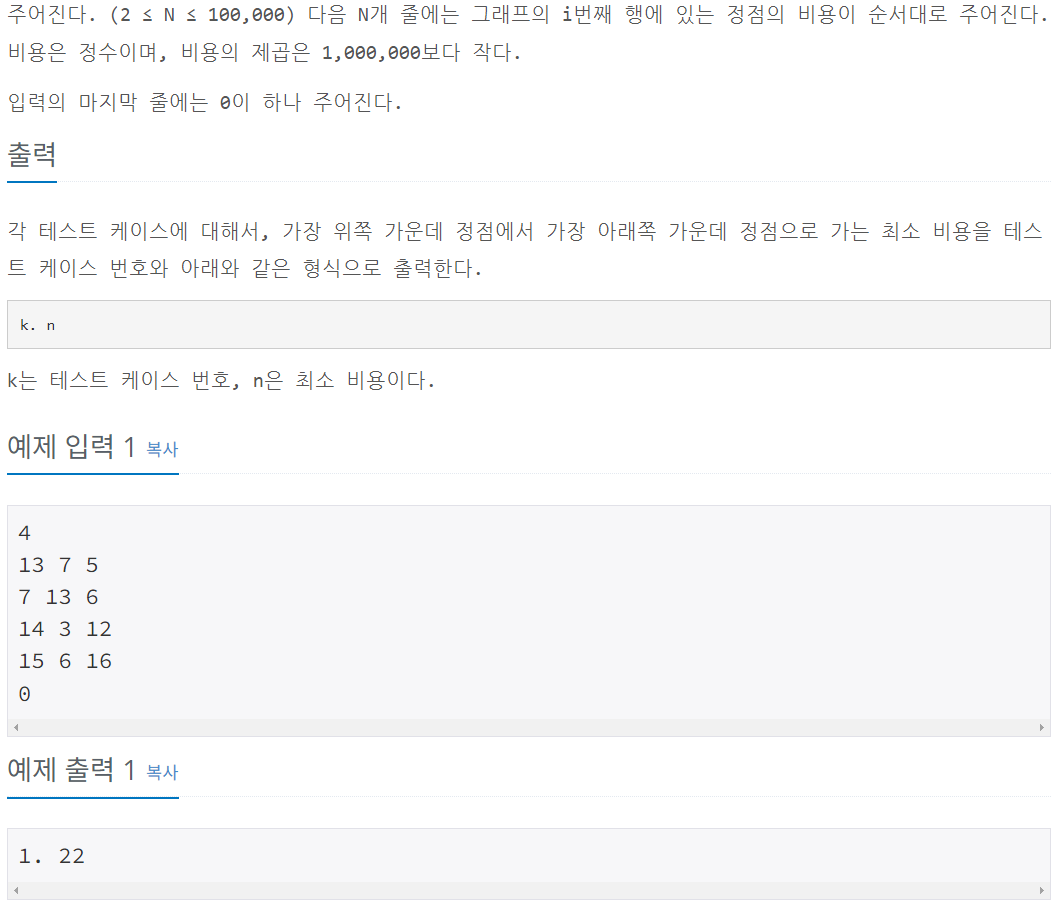 주어진다. (2 ≤ N ≤ 100,000) 다음 N개 줄에는 그래프의 i번째 행에 있는 정점의 비용이 순서대로 주어진다.
비용은 정수이며, 비용의 제곱은 1,000,000보다 작다.
입력의 마지막 줄에는 0이 하나 주어진다.
출력
각 테스트 케이스에 대해서, 가장 위쪽 가운데 정점에서 가장 아래쪽 가운데 정점으로 가는 최소 비용을 테스
트 케이스 번호와 아래와 같은 형식으로 출력한다.
k. n
k는 테스트 케이스 번호, n은 최소 비용이다.
예제 입력 1 복사
4
13 7 5
7 13 6
14 3 12
15 6 16
0
예제 출력 1 복사
1. 22